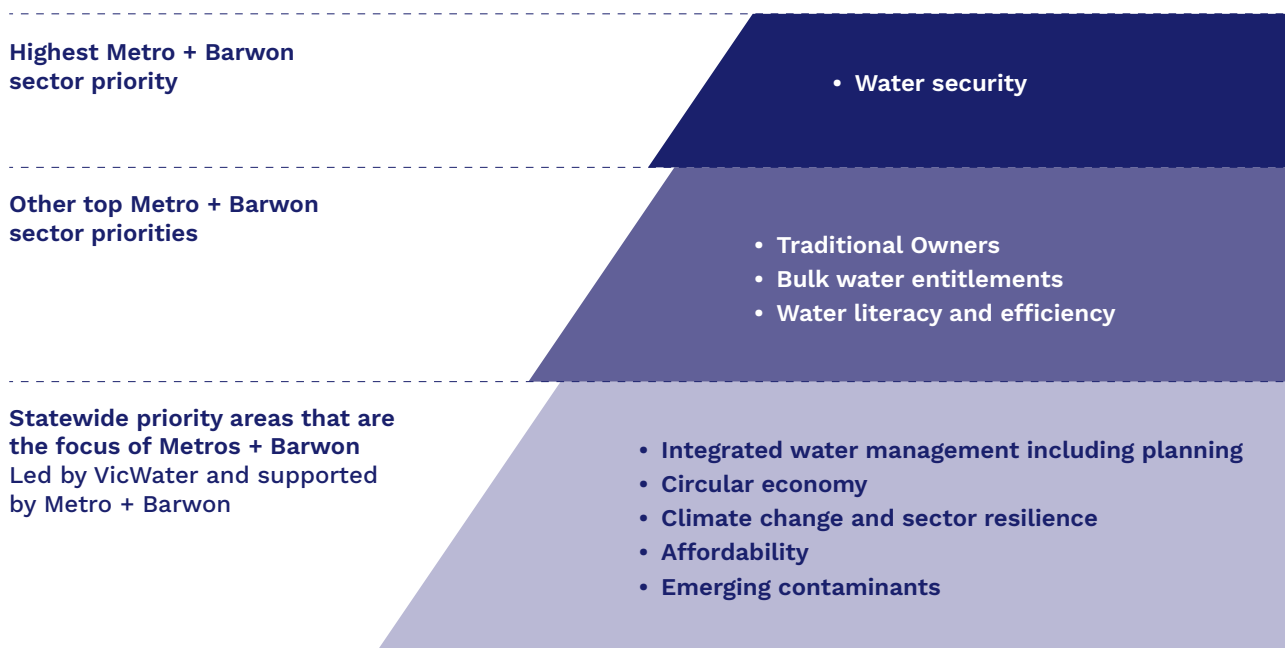 Highest Metro + Barwon
sector priority
• Water security
Other top Metro + Barwon
sector priorities
• Traditional Owners
• Bulk water entitlements
• Water literacy and efficiency
Statewide priority areas that are
the focus of Metros + Barwon
Led by VicWater and supported
by Metro + Barwon
• Integrated water management including planning
• Circular economy
• Climate change and sector resilience
• Affordability
• Emerging contaminants